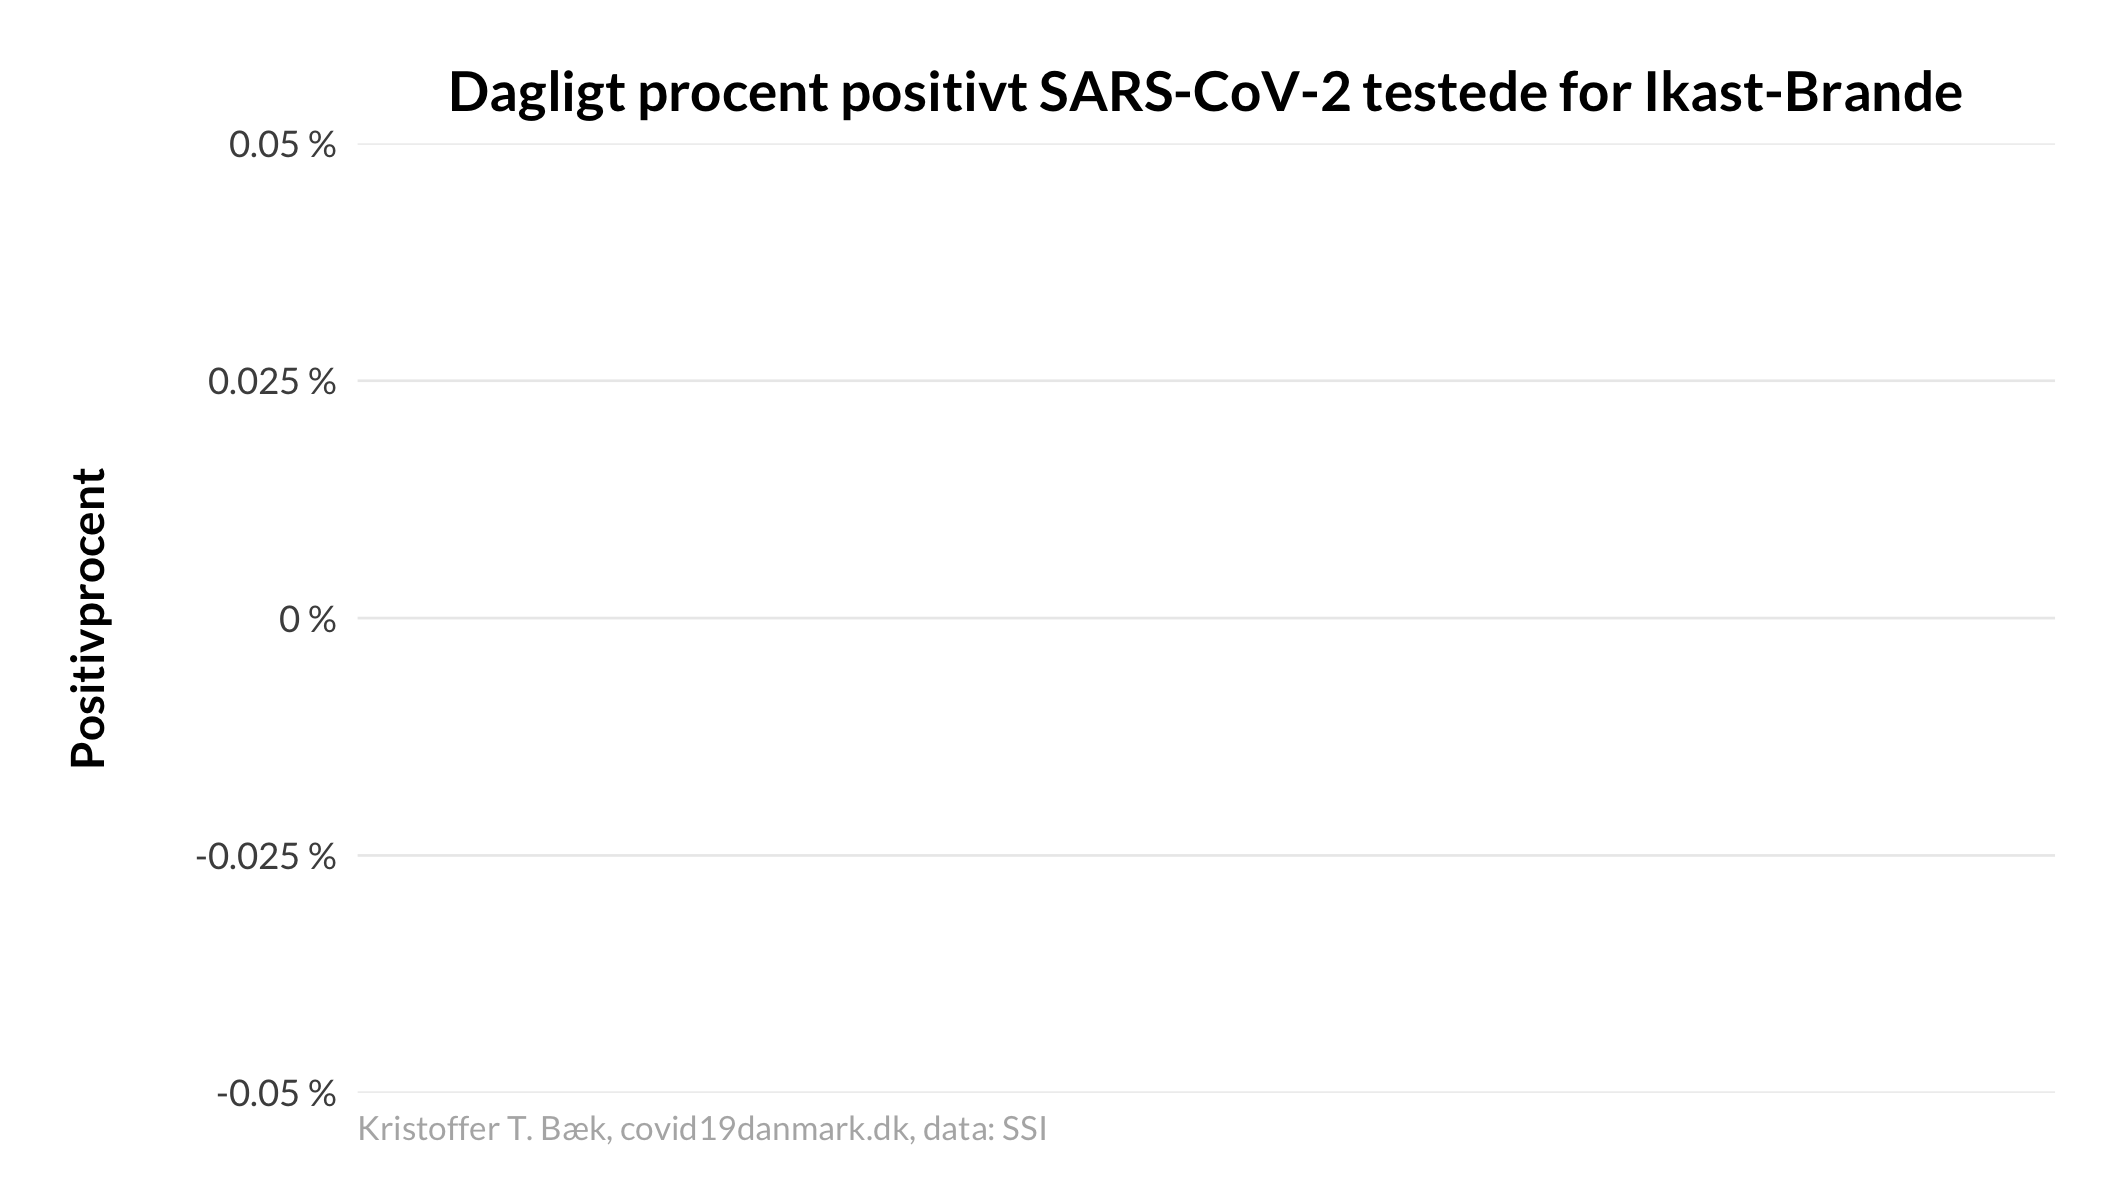 Dagligt procent positivt SARS-CoV-2 testede for Ikast-Brande
0.05 %
0.025 %
0 %
-0.025 %
-0.05 %
Positivprocent
Kristoffer T. Bæk, covid19danmark.dk, data: SSI